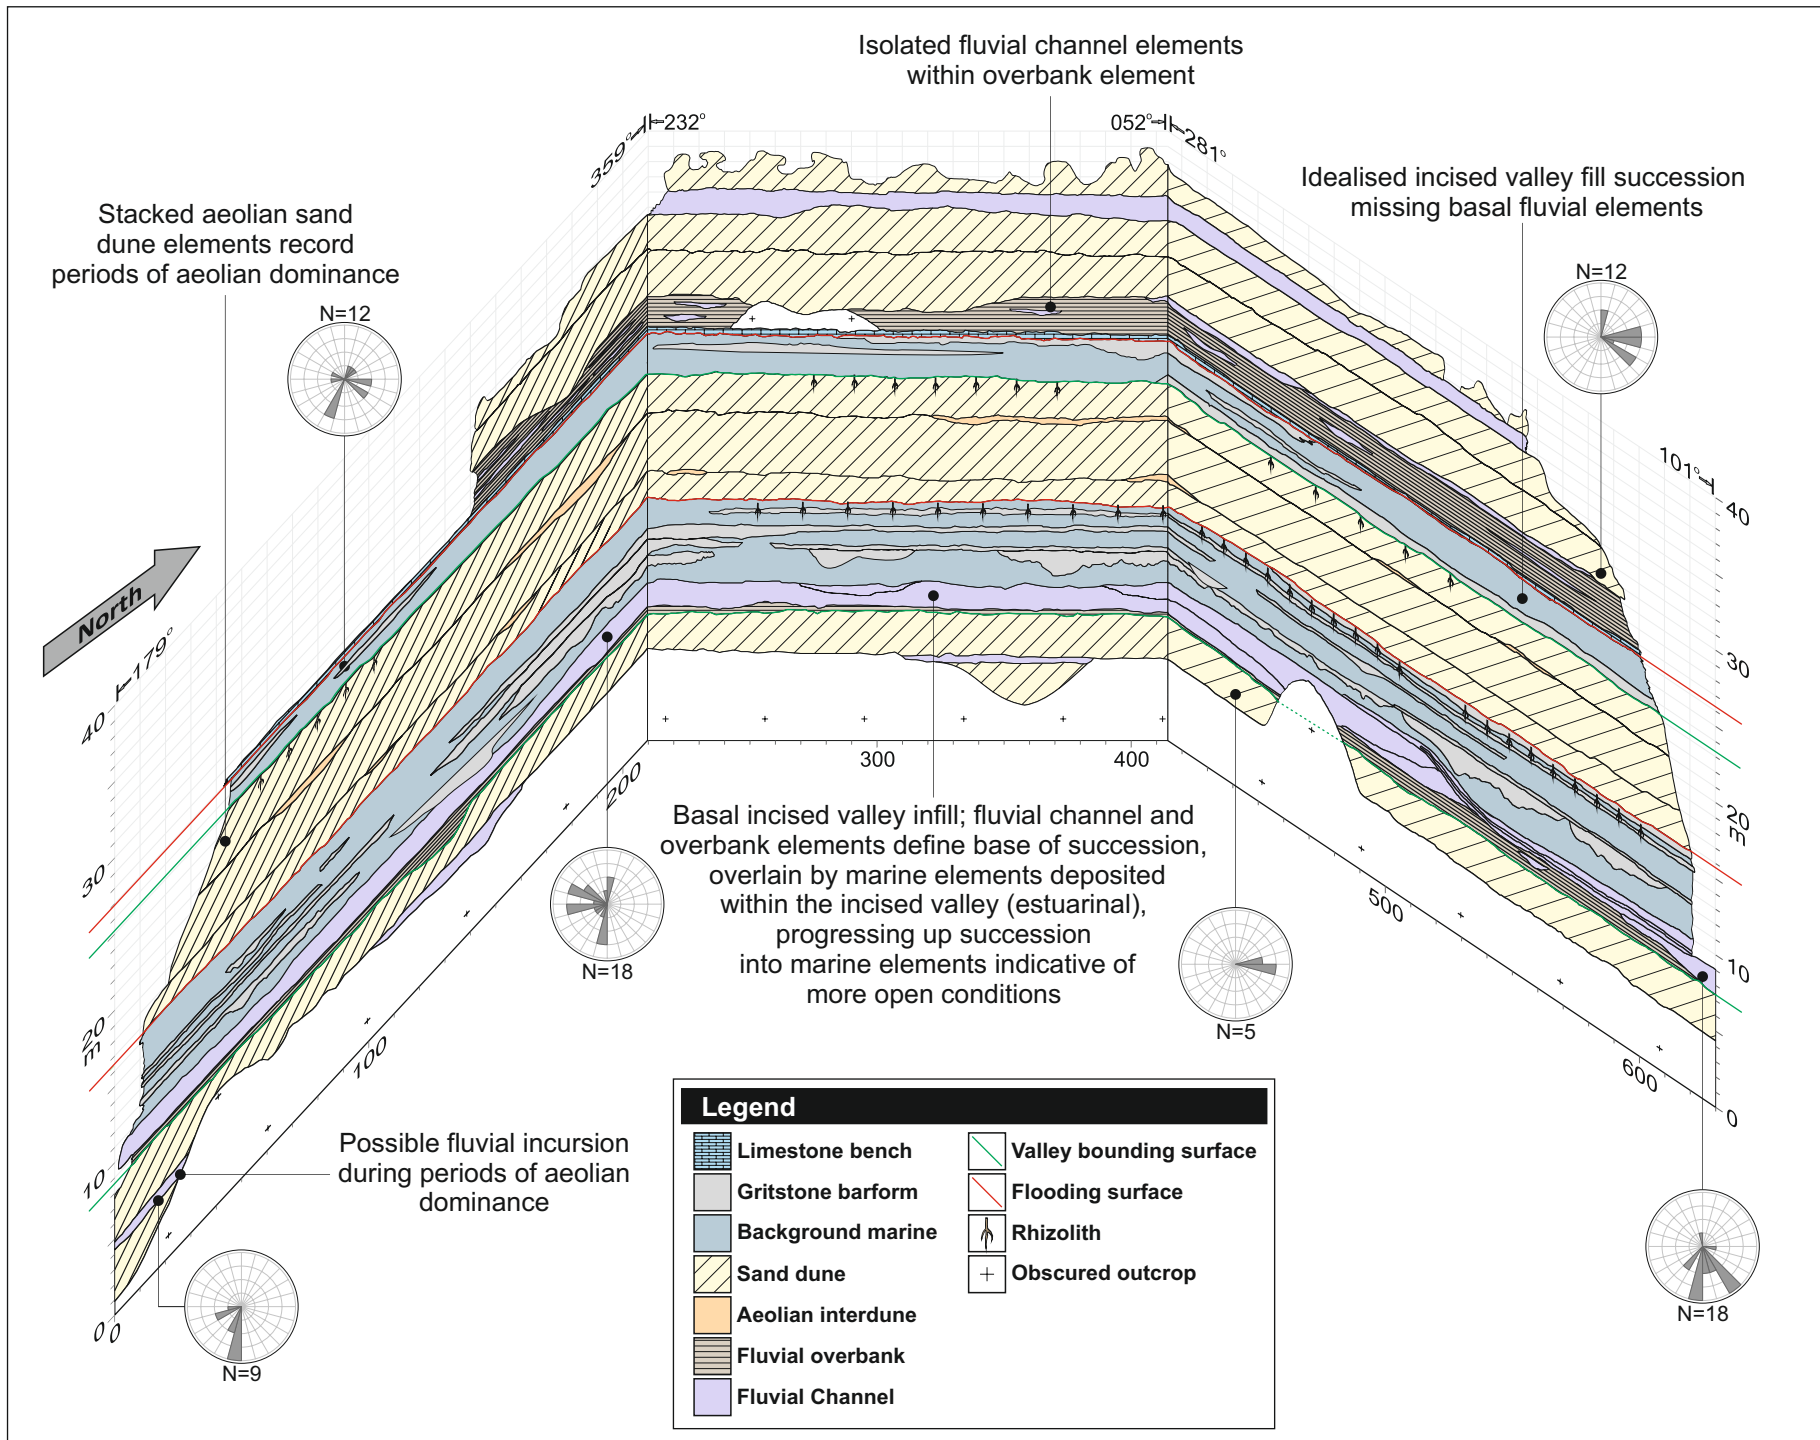 Isolated fluvial channel elements
within overbank element
359°
232°
052°
281°
Idealised incised valley fill succession
missing basal fluvial elements
Stacked aeolian sand
dune elements record
periods of aeolian dominance
N=12
N=12
101°
North
179°
40
30
20
m
10
0
0
100
200
300
400
500
600
40
30
20
m
10
0
Basal incised valley infill; fluvial channel and
overbank elements define base of succession,
overlain by marine elements deposited
within the incised valley (estuarinal),
progressing up succession
into marine elements indicative of
more open conditions
N=18
N=5
Possible fluvial incursion
during periods of aeolian
dominance
N=9
N=18
Legend
Limestone bench
Gritstone barform
Background marine
Sand dune
Aeolian interdune
Fluvial overbank
Fluvial Channel
Valley bounding surface
Flooding surface
Rhizolith
Obscured outcrop